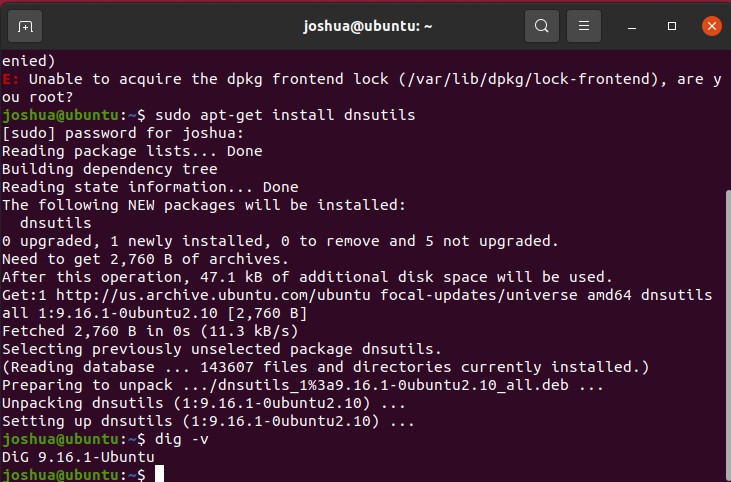 joshua@ubuntu: ~
enied)
E: Unable to acquire the dpkg frontend lock (/var/lib/dpkg/lock-frontend), are y
ou root?
joshua@ubuntu:~$ sudo apt-get install dnsutils
[sudo] password for joshua:
Reading package lists... Done
Building dependency tree
Reading state information... Done
The following NEW packages will be installed:
  dnsutils
0 upgraded, 1 newly installed, 0 to remove and 5 not upgraded.
Need to get 2,760 B of archives.
After this operation, 47.1 kB of additional disk space will be used.
Get:1 http://us.archive.ubuntu.com/ubuntu focal-updates/universe amd64 dnsutils
all 1:9.16.1-0ubuntu2.10 [2,760 B]
Fetched 2,760 B in 0s (11.3 kB/s)
Selecting previously unselected package dnsutils.
(Reading database ... 143607 files and directories currently installed.)
Preparing to unpack .../dnsutils_1%3a9.16.1-0ubuntu2.10_all.deb ...
Unpacking dnsutils (1:9.16.1-0ubuntu2.10) ...
Setting up dnsutils (1:9.16.1-0ubuntu2.10) ...
joshua@ubuntu:~$ dig -v
DiG 9.16.1-Ubuntu
joshua@ubuntu:~$